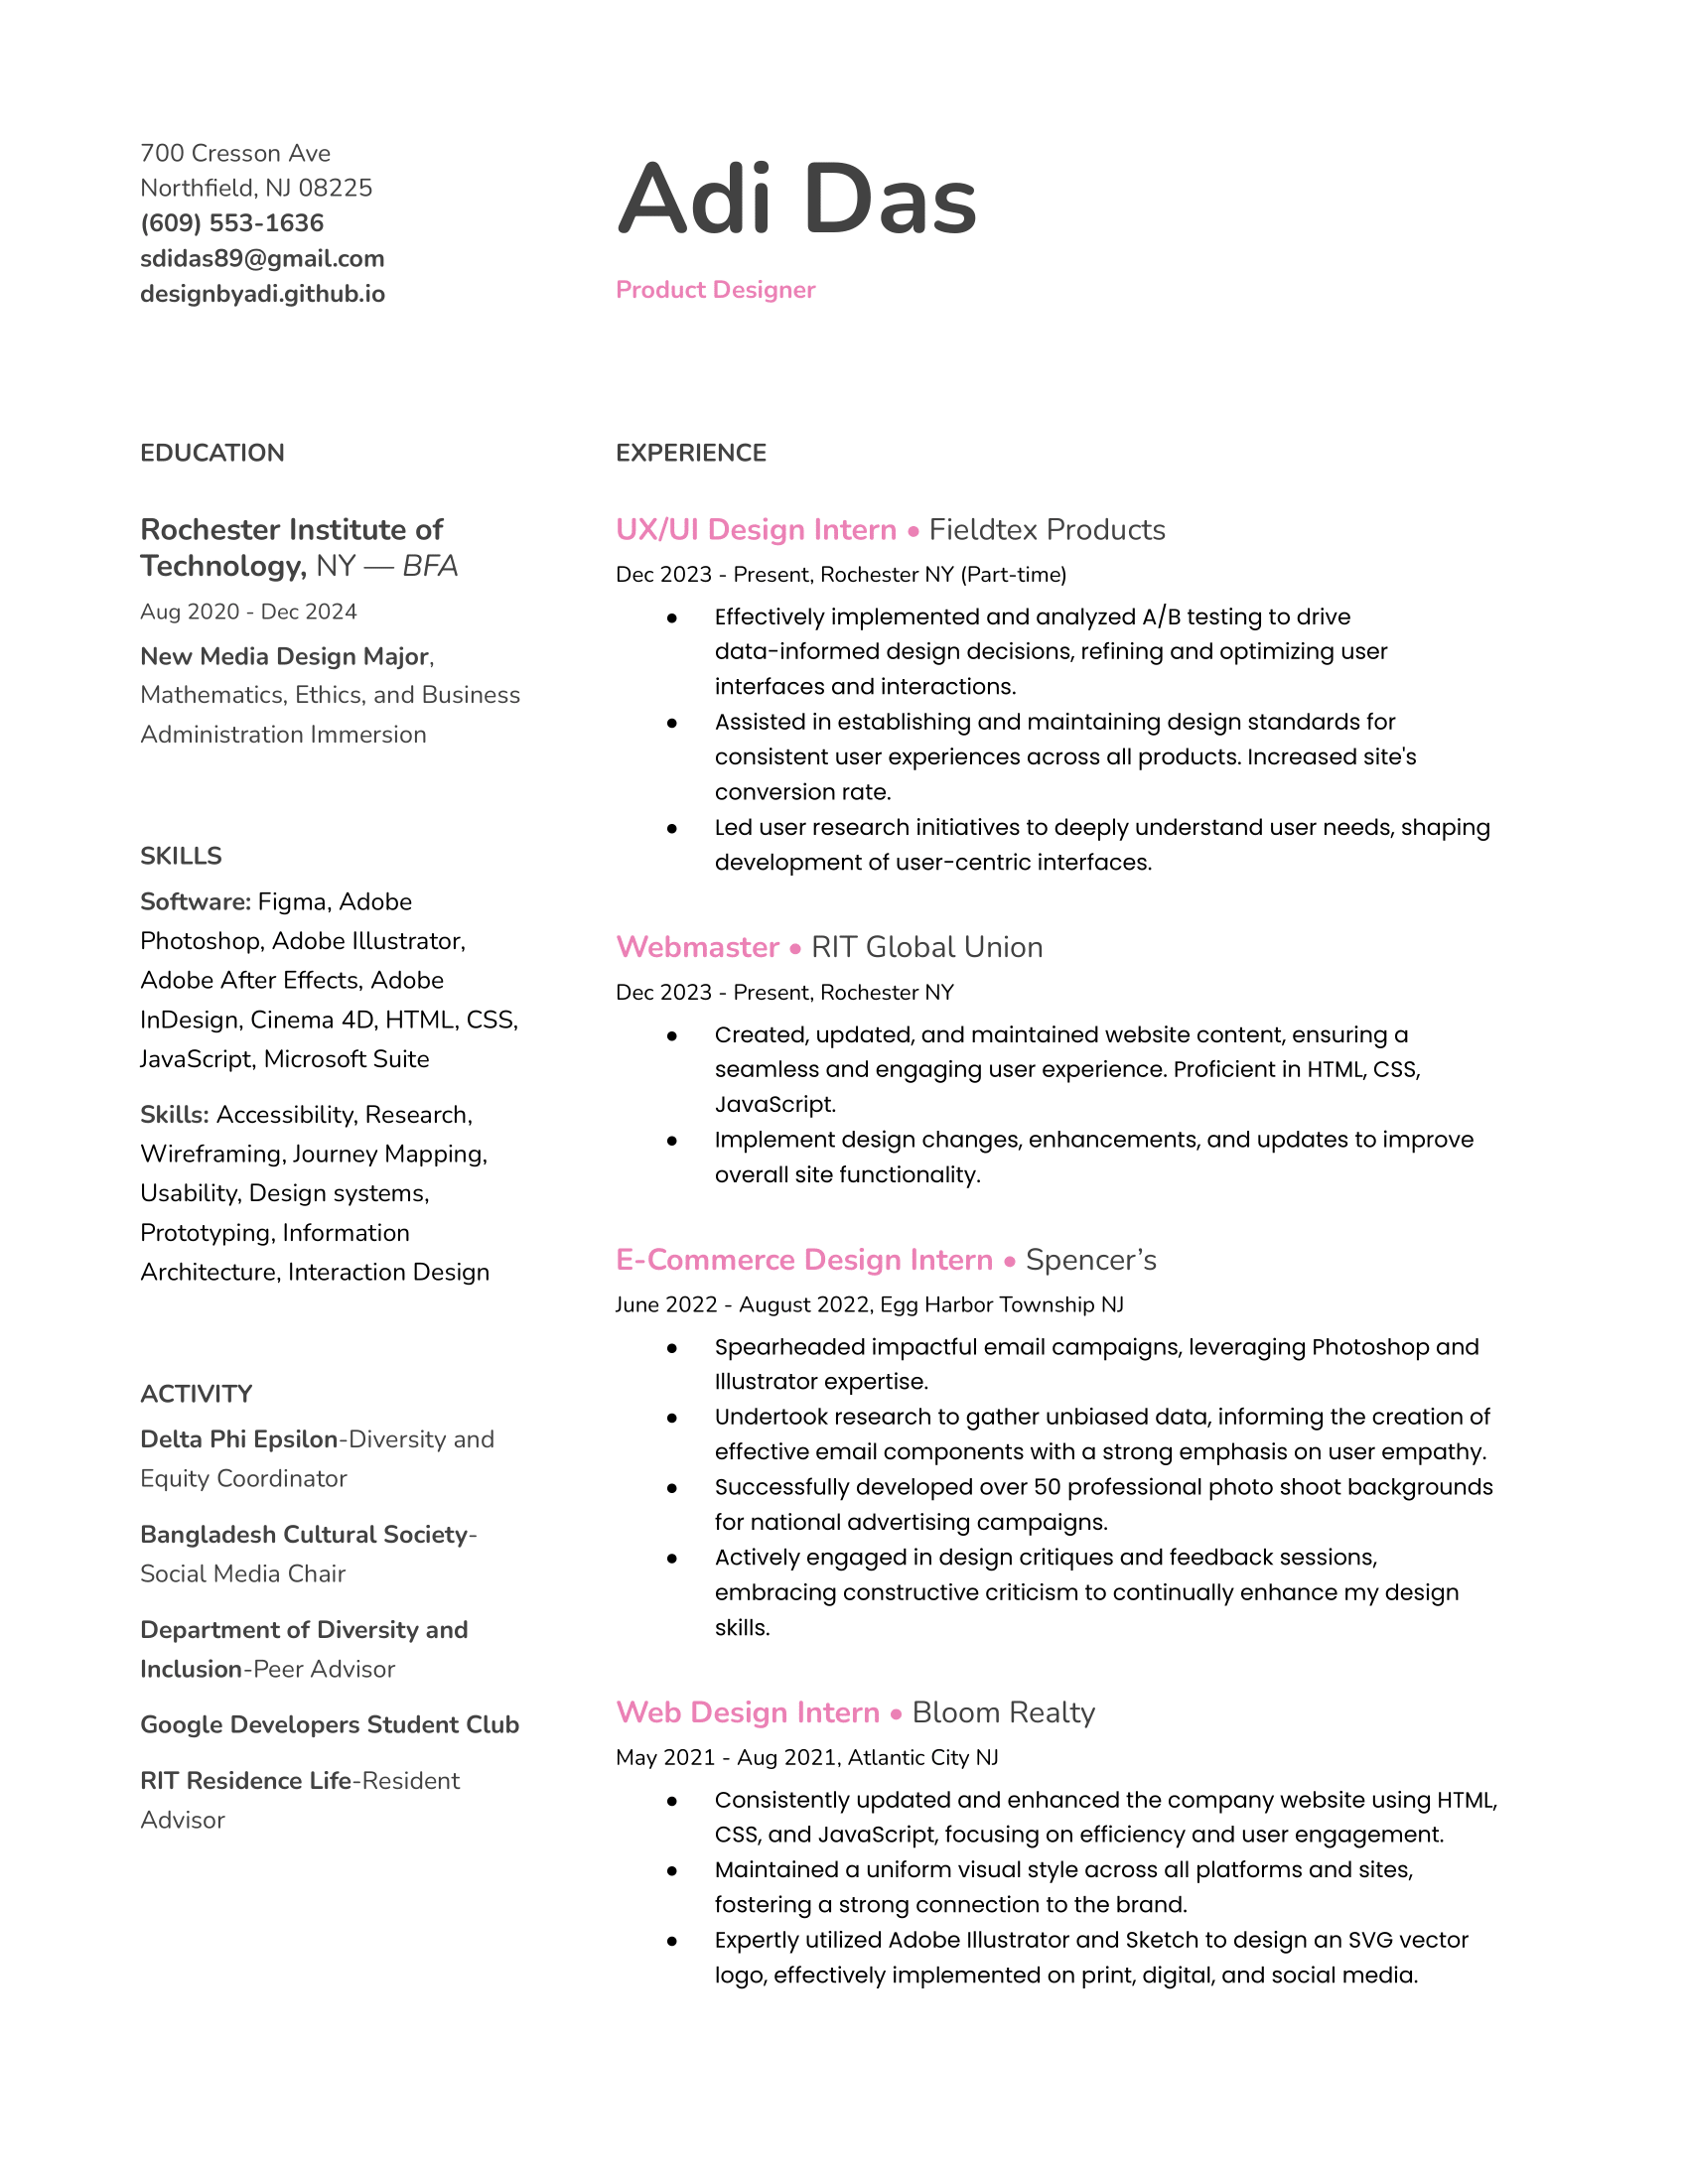 700 Cresson Ave
Northfield, NJ 08225
(609) 553-1636
sdidas89@gmail.com
designbyadi.github.io
Adi Das
Product Designer
EDUCATION
Rochester Institute of
Technology, NY — BFA
Aug 2020 - Dec 2024
New Media Design Major,
Mathematics, Ethics, and Business
Administration Immersion
SKILLS
Software: Figma, Adobe
Photoshop, Adobe Illustrator,
Adobe After Effects, Adobe
InDesign, Cinema 4D, HTML, CSS,
JavaScript, Microsoft Suite
Skills: Accessibility, Research,
Wireframing, Journey Mapping,
Usability, Design systems,
Prototyping, Information
Architecture, Interaction Design
ACTIVITY
Delta Phi Epsilon-Diversity and
Equity Coordinator
Bangladesh Cultural Society-
Social Media Chair
Department of Diversity and
Inclusion-Peer Advisor
Google Developers Student Club
RIT Residence Life-Resident
Advisor
EXPERIENCE
UX/UI Design Intern • Fieldtex Products
Dec 2023 - Present, Rochester NY (Part-time)
● Effectively implemented and analyzed A/B testing to drive
data-informed design decisions, refining and optimizing user
interfaces and interactions.
● Assisted in establishing and maintaining design standards for
consistent user experiences across all products. Increased site's
conversion rate.
● Led user research initiatives to deeply understand user needs, shaping
development of user-centric interfaces.
Webmaster • RIT Global Union
Dec 2023 - Present, Rochester NY
● Created, updated, and maintained website content, ensuring a
seamless and engaging user experience. Proficient in HTML, CSS,
JavaScript.
● Implement design changes, enhancements, and updates to improve
overall site functionality.
E-Commerce Design Intern • Spencer’s
June 2022 - August 2022, Egg Harbor Township NJ
● Spearheaded impactful email campaigns, leveraging Photoshop and
Illustrator expertise.
● Undertook research to gather unbiased data, informing the creation of
effective email components with a strong emphasis on user empathy.
● Successfully developed over 50 professional photo shoot backgrounds
for national advertising campaigns.
● Actively engaged in design critiques and feedback sessions,
embracing constructive criticism to continually enhance my design
skills.
Web Design Intern • Bloom Realty
May 2021 - Aug 2021, Atlantic City NJ
● Consistently updated and enhanced the company website using HTML,
CSS, and JavaScript, focusing on efficiency and user engagement.
● Maintained a uniform visual style across all platforms and sites,
fostering a strong connection to the brand.
● Expertly utilized Adobe Illustrator and Sketch to design an SVG vector
logo, effectively implemented on print, digital, and social media.